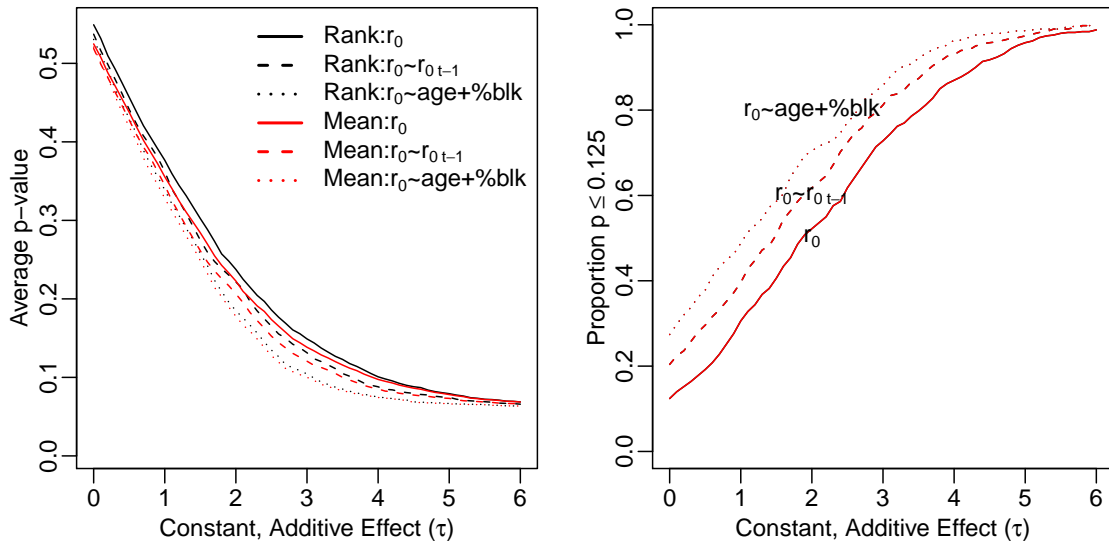 Average p−value
0.0 0.1 0.2 0.3 0.4 0.5
Rank:r0
Rank:r0~r0 t−1
Rank:r0~age+%blk
Mean:r0
Mean:r0~r0 t−1
Mean:r0~age+%blk
0 1 2 3 4 5 6
Constant, Additive Effect (τ)
Proportion p ≤ 0.125
0.0 0.2 0.4 0.6 0.8 1.0
r0~age+%blk
r0~r0 t−1
r0
0 1 2 3 4 5 6
Constant, Additive Effect (τ)